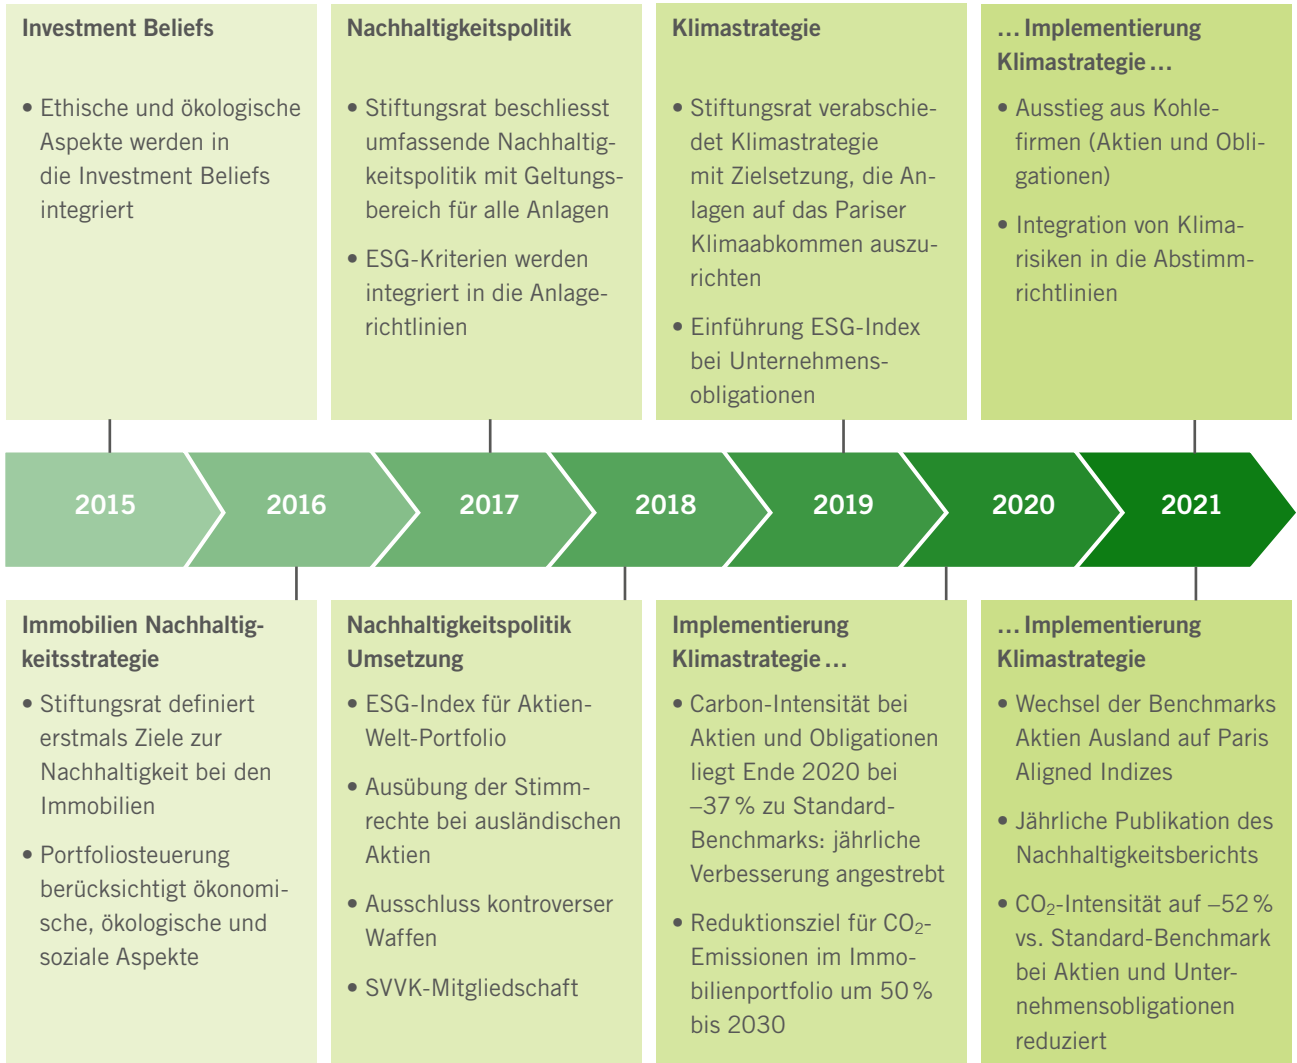 Investment Beliefs
• Ethische und ökologische
Aspekte werden in
die Investment Beliefs
integriert
Nachhaltigkeitspolitik
• Stiftungsrat beschliesst
umfassende Nachhaltig-
keitspolitik mit Geltungs-
bereich für alle Anlagen
• ESG-Kriterien werden
integriert in die Anlage-
richtlinien
Klimastrategie
• Stiftungsrat verabschie-
det Klimastrategie
mit Zielsetzung, die An-
lagen auf das Pariser
Klimaabkommen auszu-
richten
• Einführung ESG-Index
bei Unternehmens-
obligationen
… Implementierung
Klimastrategie …
• Ausstieg aus Kohle-
firmen (Aktien und Obli-
gationen)
• Integration von Klima-
risiken in die Abstimm-
richtlinien
2015
2016
2017
2018
2019
2020
2021
Immobilien Nachhaltig-
keitsstrategie
• Stiftungsrat definiert
erstmals Ziele zur
Nachhaltigkeit bei den
Immobilien
• Portfoliosteuerung
berücksichtigt ökonomi-
sche, ökologische und
soziale Aspekte
Nachhaltigkeitspolitik
Umsetzung
• ESG-Index für Aktien-
Welt-Portfolio
• Ausübung der Stimm-
rechte bei ausländischen
Aktien
• Ausschluss kontroverser
Waffen
• SVVK-Mitgliedschaft
Implementierung
Klimastrategie …
• Carbon-Intensität bei
Aktien und Obligationen
liegt Ende 2020 bei
–37 % zu Standard-
Benchmarks: jährliche
Verbesserung angestrebt
• Reduktionsziel für CO₂-
Emissionen im Immo-
bilienportfolio um 50 %
bis 2030
… Implementierung
Klimastrategie
• Wechsel der Benchmarks
Aktien Ausland auf Paris
Aligned Indizes
• Jährliche Publikation des
Nachhaltigkeitsberichts
• CO₂-Intensität auf –52 %
vs. Standard-Benchmark
bei Aktien und Unter-
nehmensobligationen
reduziert